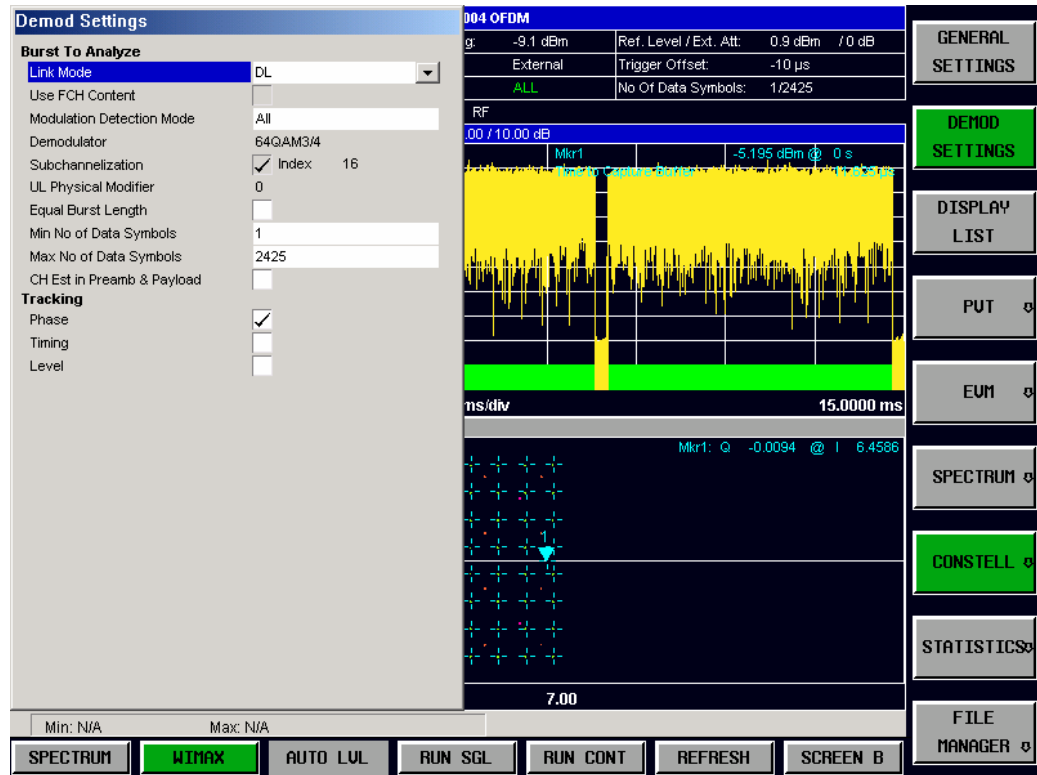 Demod Settings
Burst To Analyze
Link Mode DL
Use FCH Content
Modulation Detection Mode All
Demodulator 64QAM3/4
Subchannelization Index 16
UL Physical Modifier 0
Equal Burst Length
Min No of Data Symbols 1
Max No of Data Symbols 2425
CH Est in Preamb & Payload
Tracking
Phase
Timing
Level
Min: N/A Max: N/A
004 OFDM
g: -9.1 dBm Ref. Level / Ext. Att: 0.9 dBm / 0 dB
External Trigger Offset: -10 µs
ALL No Of Data Symbols: 1/2425
RF
.00 / 10.00 dB
Mkr1 -5.195 dBm @ 0 s
Time to Capture Buffer
ms/div 15.0000 ms
Mkr1: Q -0.0094 @ I 6.4586
1
7.00
GENERAL
SETTINGS
DEMOD
SETTINGS
DISPLAY
LIST
PVT
EVM
SPECTRUM
CONSTELL
STATISTICS
FILE
MANAGER
SPECTRUM WIMAX AUTO LVL RUN SGL RUN CONT REFRESH SCREEN B